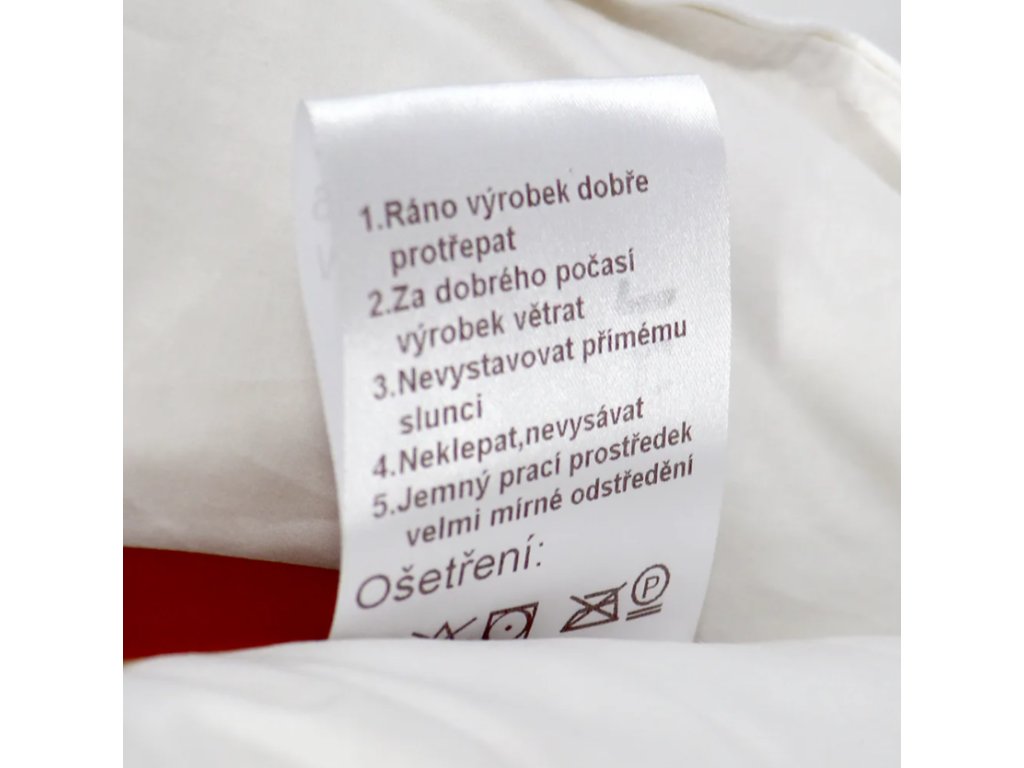 1.Ráno výrobek dobře
protřepat
2.Za dobrého počasí
výrobek větrat
3.Nevystavovat přímému
slunci
4.Neklepat,nevysávat
5.Jemný prací prostředek
velmi mírné odstředění
Ošetření:
P